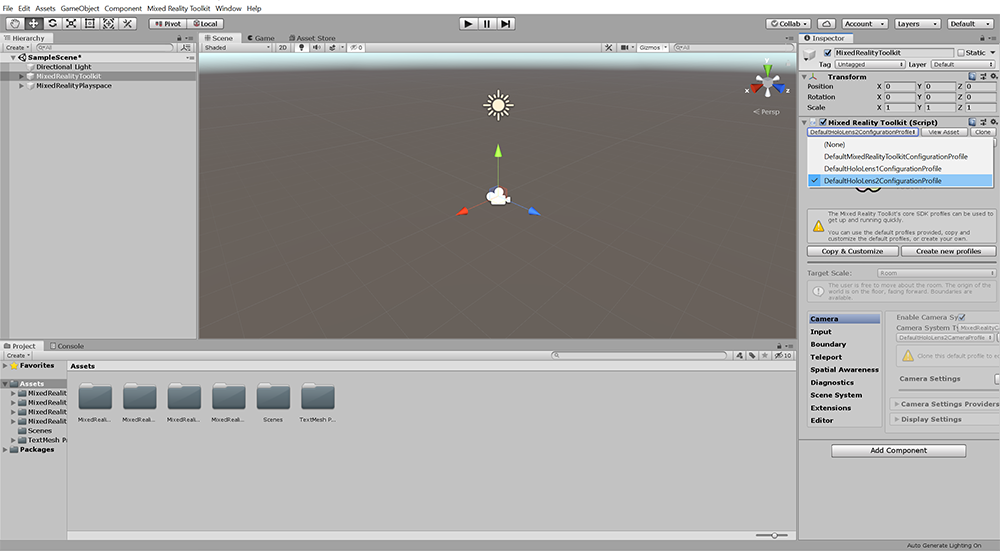 File Edit Assets GameObject Component Mixed Reality Toolkit Window Help
Pivot Local
Collab Account Layers Default
Hierarchy
Create All
SampleScene*
Directional Light
MixedRealityToolkit
MixedRealityPlayspace
Scene Game Asset Store
Shaded 2D 0 Gizmos All
y
x z
Persp
Inspector
MixedRealityToolkit Static
Tag Untagged Layer Default
Transform
Position X 0 Y 0 Z 0
Rotation X 0 Y 0 Z 0
Scale X 1 Y 1 Z 1
Mixed Reality Toolkit (Script)
DefaultHoloLens2ConfigurationProfile View Asset Clone
(None)
DefaultMixedRealityToolkitConfigurationProfile
DefaultHoloLens1ConfigurationProfile
DefaultHoloLens2ConfigurationProfile
The Mixed Reality Toolkit's core SDK profiles can be used to
get up and running quickly.
You can use the default profiles provided, copy and
customize the default profiles, or create your own.
Copy & Customize Create new profiles
Target Scale: Room
The user is free to move about the room. The origin of the
world is on the floor, facing forward. Boundaries are
available.
Camera
Input
Boundary
Teleport
Spatial Awareness
Diagnostics
Scene System
Extensions
Editor
Enable Camera Sy
Camera System Ty MixedRealityC
DefaultHoloLens2CameraProfile
Clone this default profile to ed
Camera Settings
Camera Settings Providers
Display Settings
Add Component
Project Console
Create 10
Favorites
Assets
MixedRealit
MixedRealit
MixedRealit
MixedRealit
Scenes
TextMesh Pr
Packages
Assets
MixedReali... MixedReali... MixedReali... MixedReali... Scenes TextMesh P...
Auto Generate Lighting On